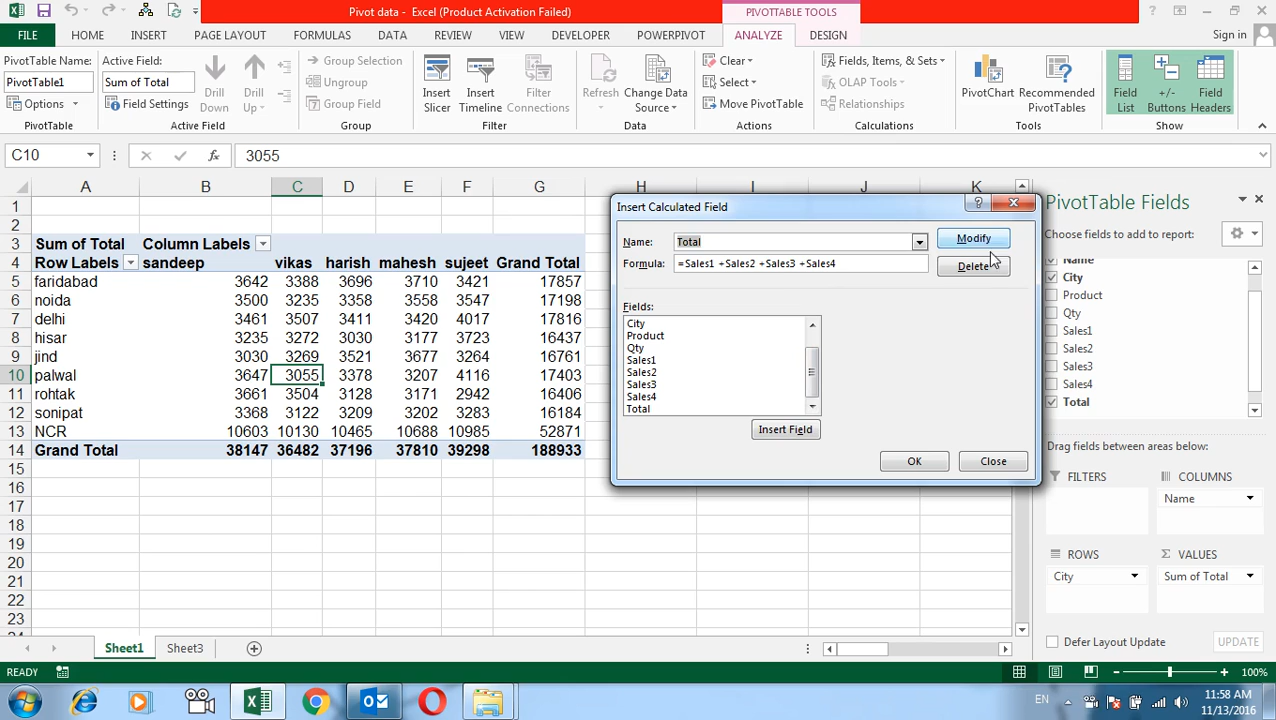 Pivot data - Excel (Product Activation Failed)
PIVOTTABLE TOOLS
FILE HOME INSERT PAGE LAYOUT FORMULAS DATA REVIEW VIEW DEVELOPER POWERPIVOT ANALYZE DESIGN Sign in
PivotTable Name:
PivotTable1
Options
PivotTable
Active Field:
Sum of Total
Field Settings
Drill Down
Drill Up
Active Field
Group Selection
Ungroup
Group Field
Group
Insert Slicer
Insert Timeline
Filter Connections
Filter
Refresh
Change Data Source
Data
Clear
Select
Move PivotTable
Actions
Fields, Items, & Sets
OLAP Tools
Relationships
Calculations
PivotChart
Recommended PivotTables
Tools
Field List
+/- Buttons
Field Headers
Show
C10 fx 3055
A B C D E F G H I J K
1
2
3 Sum of Total Column Labels
4 Row Labels sandeep vikas harish mahesh sujeet Grand Total
5 faridabad 3642 3388 3696 3710 3421 17857
6 noida 3500 3235 3358 3558 3547 17198
7 delhi 3461 3507 3411 3420 4017 17816
8 hisar 3235 3272 3030 3177 3723 16437
9 jind 3030 3269 3521 3677 3264 16761
10 palwal 3647 3055 3378 3207 4116 17403
11 rohtak 3661 3504 3128 3171 2942 16406
12 sonipat 3368 3122 3209 3202 3283 16184
13 NCR 10603 10130 10465 10688 10985 52871
14 Grand Total 38147 36482 37196 37810 39298 188933
15
16
17
18
19
20
21
22
23
24
Insert Calculated Field
Name: Total
Modify
Formula: =Sales1 +Sales2 +Sales3 +Sales4
Delete
Fields:
City
Product
Qty
Sales1
Sales2
Sales3
Sales4
Total
Insert Field
OK Close
PivotTable Fields
Choose fields to add to report:
Name
City
Product
Qty
Sales1
Sales2
Sales3
Sales4
Total
Drag fields between areas below:
FILTERS COLUMNS
Name
ROWS Σ VALUES
City Sum of Total
Defer Layout Update UPDATE
Sheet1 Sheet3
READY 100%
EN 11:58 AM
11/13/2016